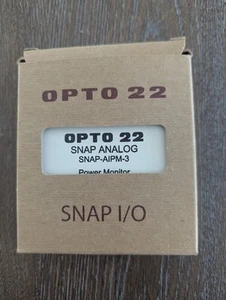 OPTO 22
OPTO 22
SNAP ANALOG
SNAP-AIPM-3
Power Monitor
SNAP I/O